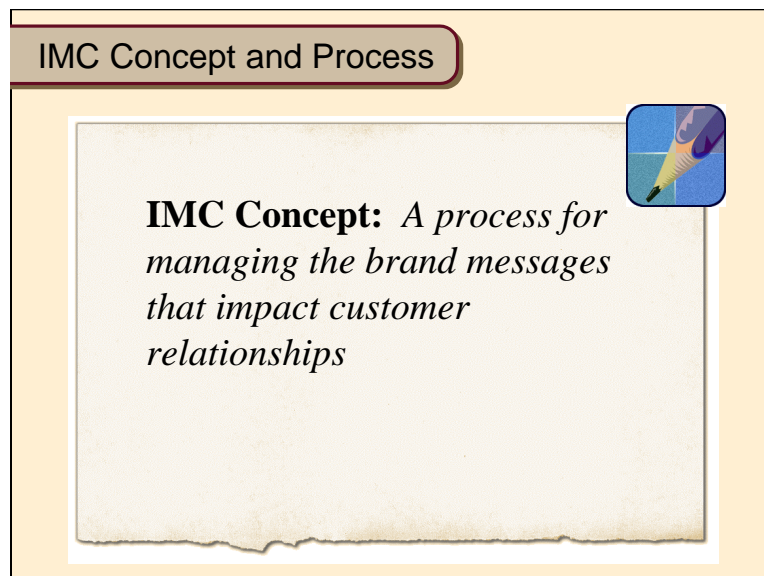 IMC Concept and Process
IMC Concept: A process for
managing the brand messages
that impact customer
relationships